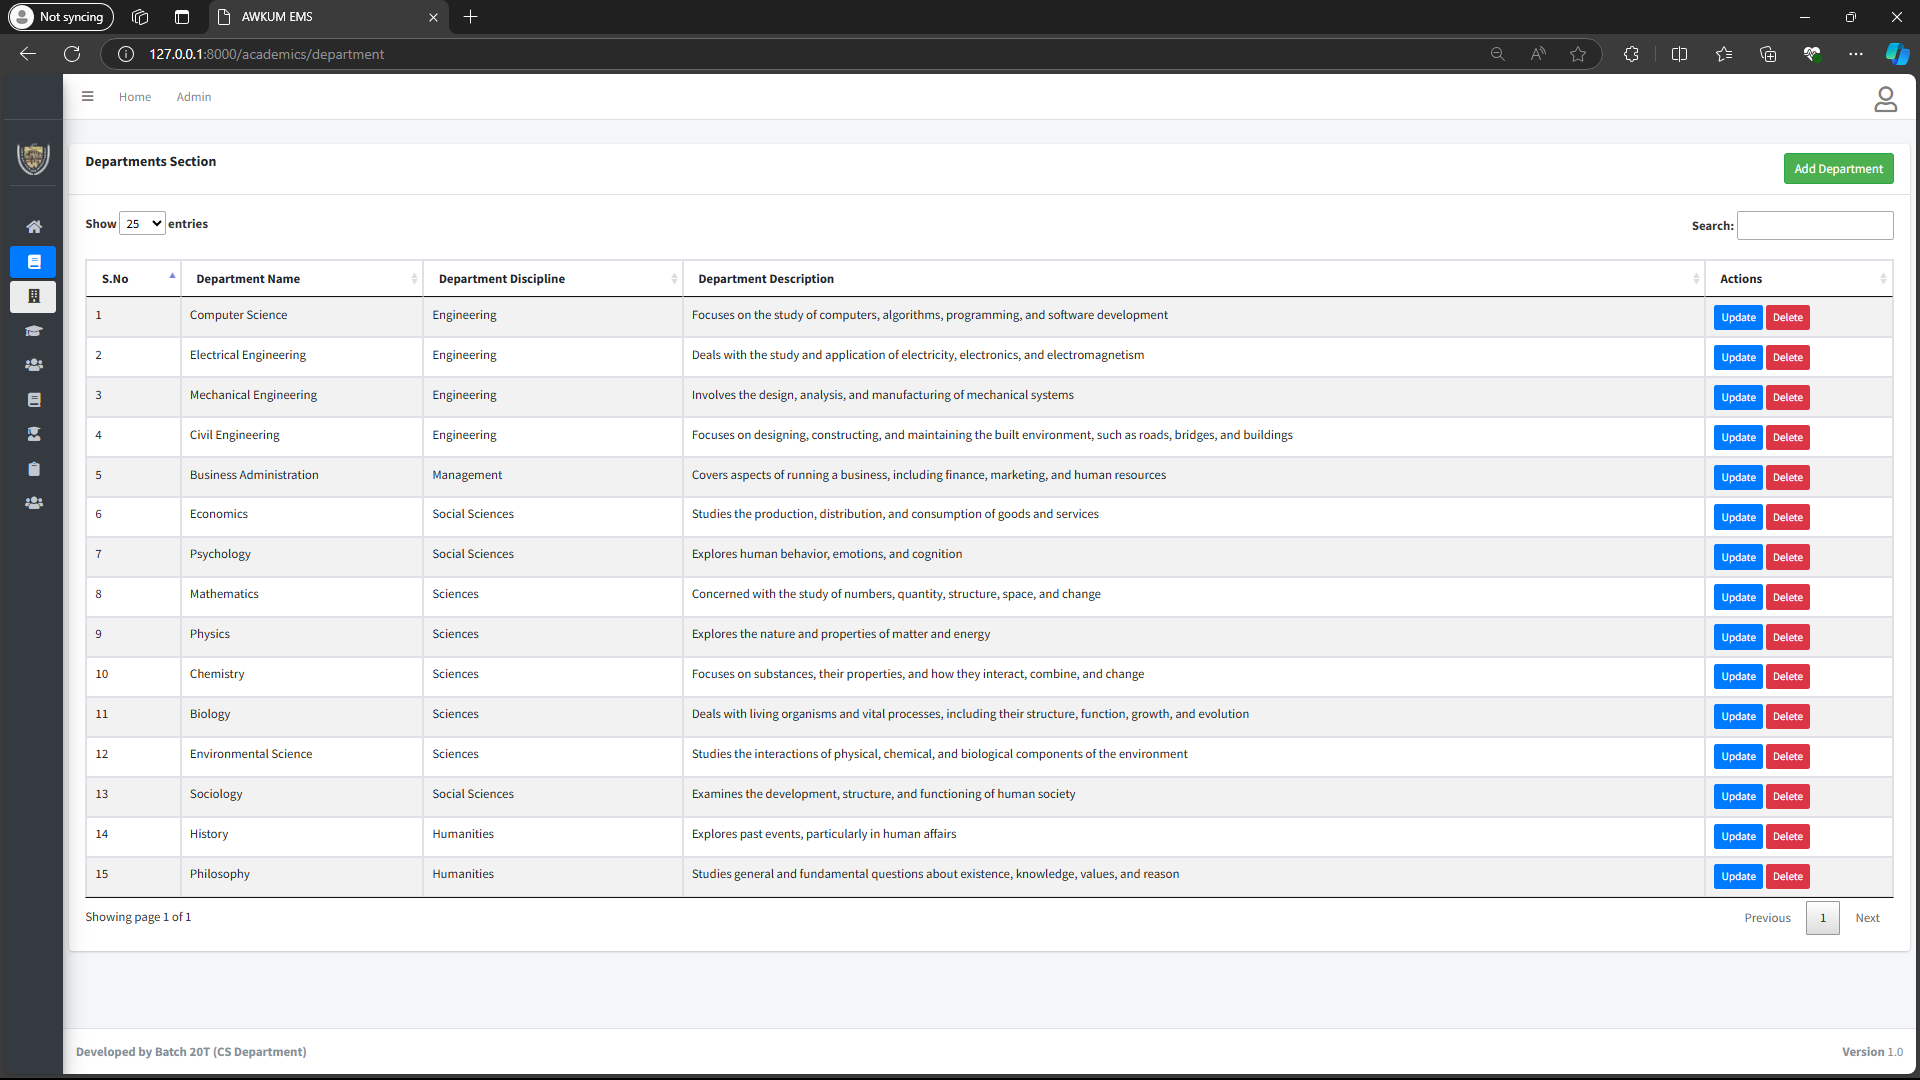 Not syncing
AWKUM EMS
127.0.0.1:8000/academics/department
Home Admin
Departments Section
Add Department
Show 25 entries
Search:
S.No Department Name Department Discipline Department Description Actions
1 Computer Science Engineering Focuses on the study of computers, algorithms, programming, and software development Update Delete
2 Electrical Engineering Engineering Deals with the study and application of electricity, electronics, and electromagnetism Update Delete
3 Mechanical Engineering Engineering Involves the design, analysis, and manufacturing of mechanical systems Update Delete
4 Civil Engineering Engineering Focuses on designing, constructing, and maintaining the built environment, such as roads, bridges, and buildings Update Delete
5 Business Administration Management Covers aspects of running a business, including finance, marketing, and human resources Update Delete
6 Economics Social Sciences Studies the production, distribution, and consumption of goods and services Update Delete
7 Psychology Social Sciences Explores human behavior, emotions, and cognition Update Delete
8 Mathematics Sciences Concerned with the study of numbers, quantity, structure, space, and change Update Delete
9 Physics Sciences Explores the nature and properties of matter and energy Update Delete
10 Chemistry Sciences Focuses on substances, their properties, and how they interact, combine, and change Update Delete
11 Biology Sciences Deals with living organisms and vital processes, including their structure, function, growth, and evolution Update Delete
12 Environmental Science Sciences Studies the interactions of physical, chemical, and biological components of the environment Update Delete
13 Sociology Social Sciences Examines the development, structure, and functioning of human society Update Delete
14 History Humanities Explores past events, particularly in human affairs Update Delete
15 Philosophy Humanities Studies general and fundamental questions about existence, knowledge, values, and reason Update Delete
Showing page 1 of 1
Previous 1 Next
Developed by Batch 20T (CS Department)
Version 1.0